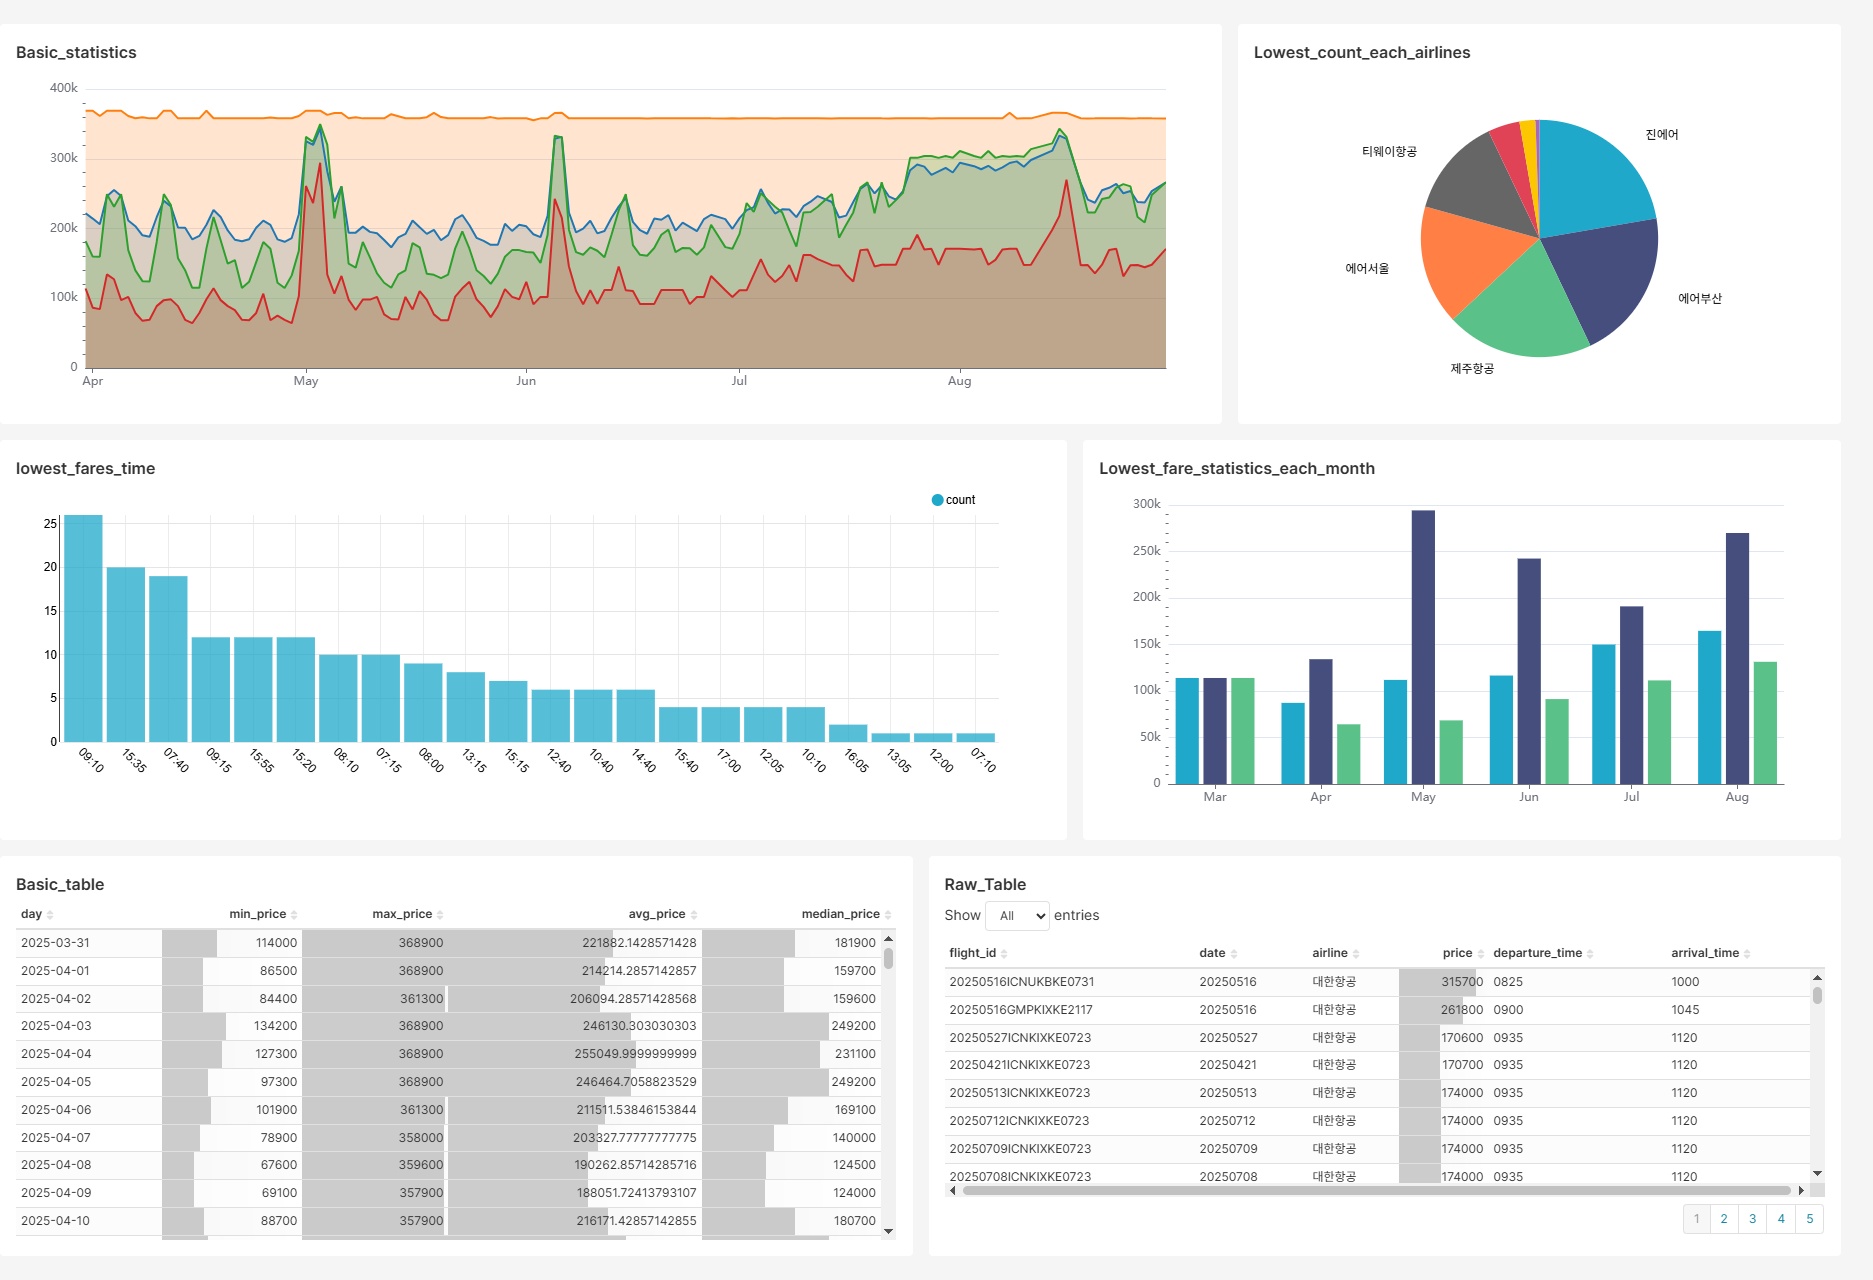 Basic_statistics
400k
300k
200k
100k
0
Apr May Jun Jul Aug
Lowest_count_each_airlines
진에어
티웨이항공
에어서울
에어부산
제주항공
lowest_fares_time
count
25
20
15
10
5
0
09:10 15:35 07:40 09:15 15:55 15:20 08:10 07:15 08:00 13:15 15:15 12:40 10:40 14:40 15:40 17:00 12:05 10:10 16:05 13:05 12:00 07:10
Lowest_fare_statistics_each_month
300k
250k
200k
150k
100k
50k
0
Mar Apr May Jun Jul Aug
Basic_table
day min_price max_price avg_price median_price
2025-03-31 114000 368900 221882.1428571428 181900
2025-04-01 86500 368900 214214.2857142857 159700
2025-04-02 84400 361300 206094.28571428568 159600
2025-04-03 134200 368900 246130.303030303 249200
2025-04-04 127300 368900 255049.9999999999 231100
2025-04-05 97300 368900 246464.7058823529 249200
2025-04-06 101900 361300 211511.53846153844 169100
2025-04-07 78900 358000 203327.77777777775 140000
2025-04-08 67600 359600 190262.85714285716 124500
2025-04-09 69100 357900 188051.72413793107 124000
2025-04-10 88700 357900 216171.42857142855 180700
Raw_Table
Show All entries
flight_id date airline price departure_time arrival_time
20250516ICNUKBKE0731 20250516 대한항공 315700 0825 1000
20250516GMPKIXKE2117 20250516 대한항공 261800 0900 1045
20250527ICNKIXKE0723 20250527 대한항공 170600 0935 1120
20250421ICNKIXKE0723 20250421 대한항공 170700 0935 1120
20250513ICNKIXKE0723 20250513 대한항공 174000 0935 1120
20250712ICNKIXKE0723 20250712 대한항공 174000 0935 1120
20250709ICNKIXKE0723 20250709 대한항공 174000 0935 1120
20250708ICNKIXKE0723 20250708 대한항공 174000 0935 1120
1 2 3 4 5